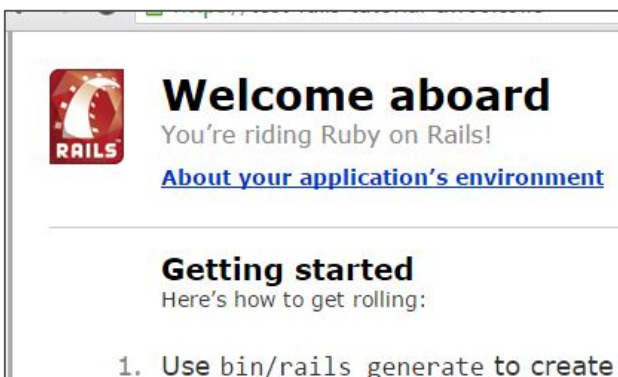 Welcome aboard
You're riding Ruby on Rails!
About your application's environment
RAILS
Getting started
Here's how to get rolling:
1. Use bin/rails generate to create